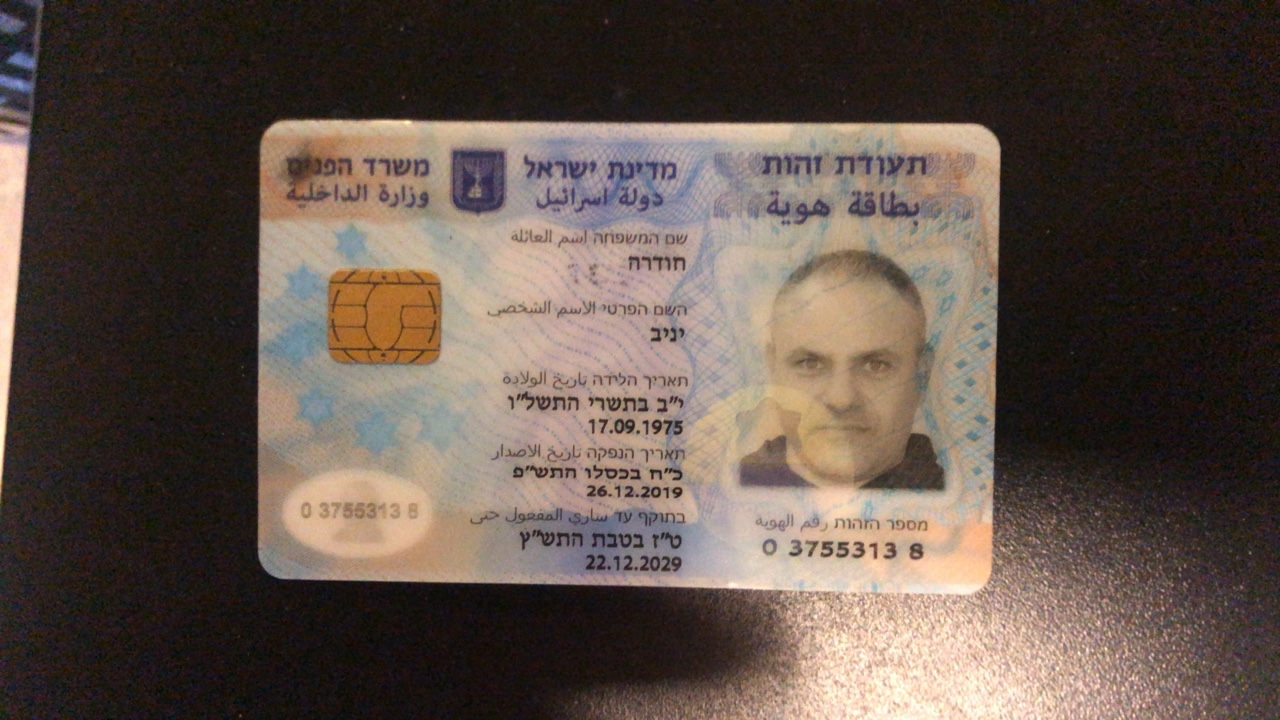 תעודת זהות
بطاقة هوية
מדינת ישראל
دولة اسرائيل
משרד הפנים
وزارة الداخلية
שם המשפחה اسم العائلة
חודרה
השם הפרטי الاسم الشخصي
יניב
תאריך הלידה تاريخ الولادة
י"ב בתשרי התשל"ו
17.09.1975
תאריך הנפקה تاريخ الاصدار
כ"ח בכסלו התש"פ
26.12.2019
בתוקף עד ساري المفعول حتى
ט"ז בטבת התש"ץ
22.12.2029
מספר הזהות رقم الهوية
0 3755313 8
0 3755313 8